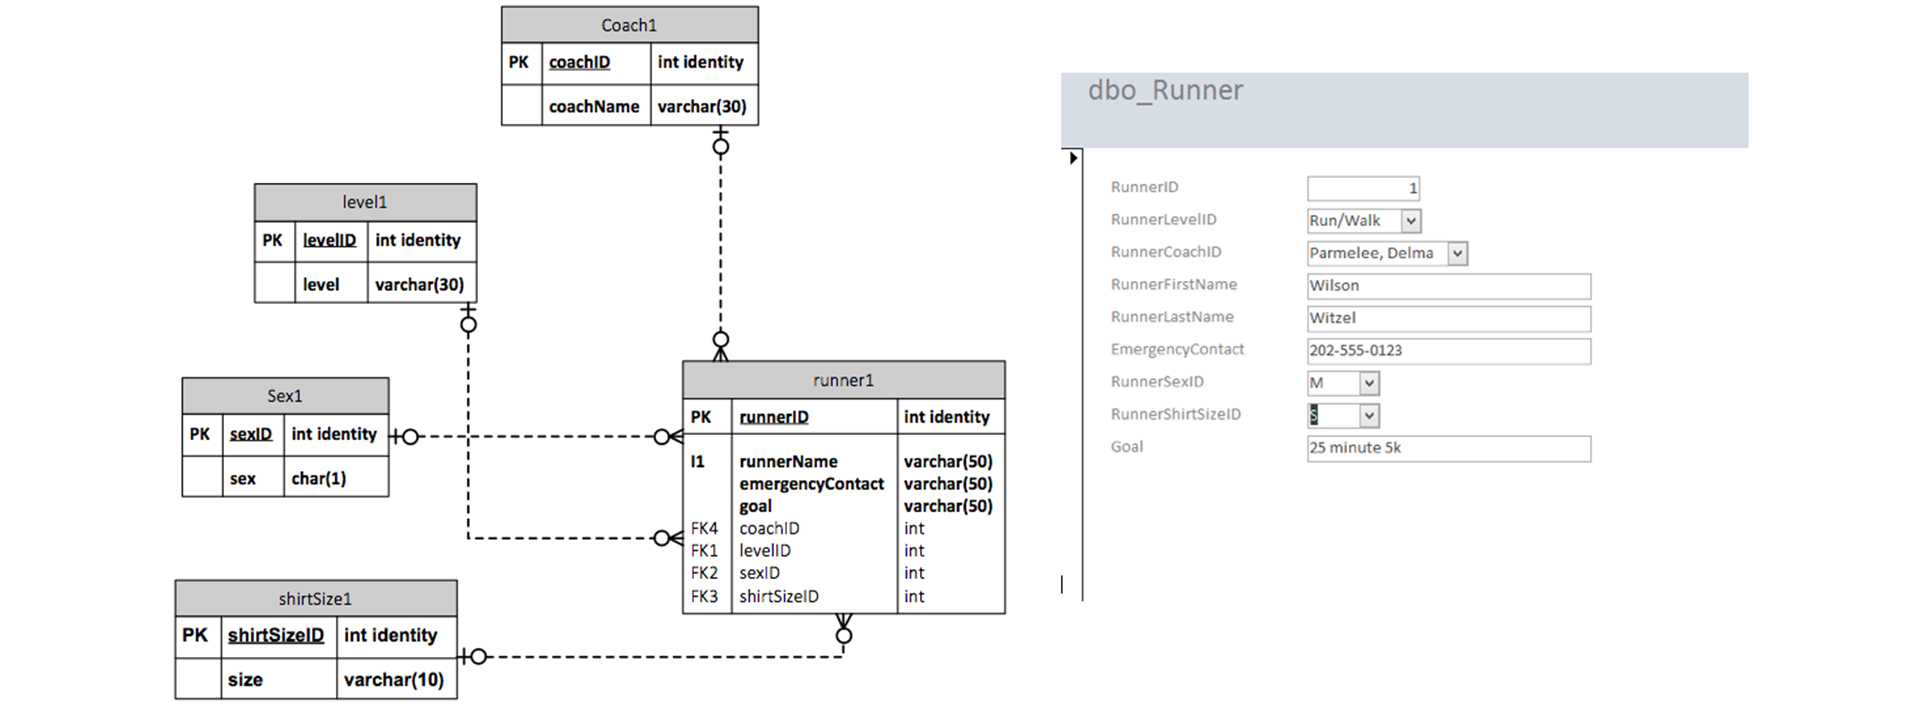 Coach1
PK coachID int identity
coachName varchar(30)
level1
PK levelID int identity
level varchar(30)
Sex1
PK sexID int identity
sex char(1)
shirtSize1
PK shirtSizeID int identity
size varchar(10)
runner1
PK runnerID int identity
I1 runnerName varchar(50)
emergencyContact varchar(50)
goal varchar(50)
FK4 coachID int
FK1 levelID int
FK2 sexID int
FK3 shirtSizeID int
dbo_Runner
RunnerID 1
RunnerLevelID Run/Walk
RunnerCoachID Parmelee, Delma
RunnerFirstName Wilson
RunnerLastName Witzel
EmergencyContact 202-555-0123
RunnerSexID M
RunnerShirtSizeID S
Goal 25 minute 5k